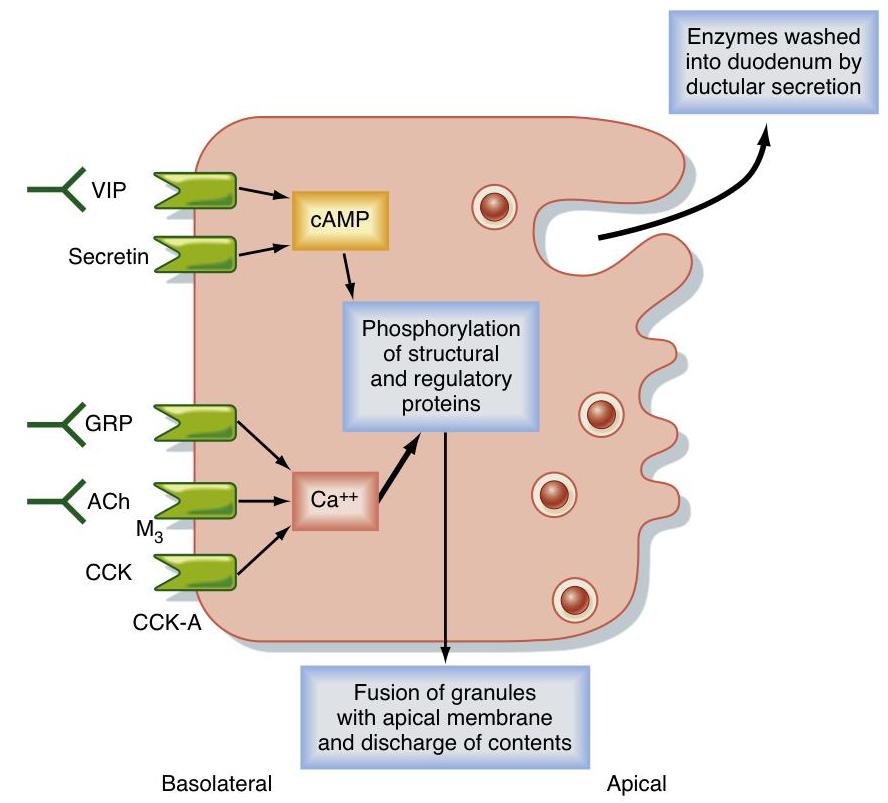 Enzymes washed
into duodenum by
ductular secretion
VIP
cAMP
Secretin
Phosphorylation
of structural
and regulatory
proteins
GRP
ACh
M3
Ca++
CCK
CCK-A
Fusion of granules
with apical membrane
and discharge of contents
Basolateral
Apical